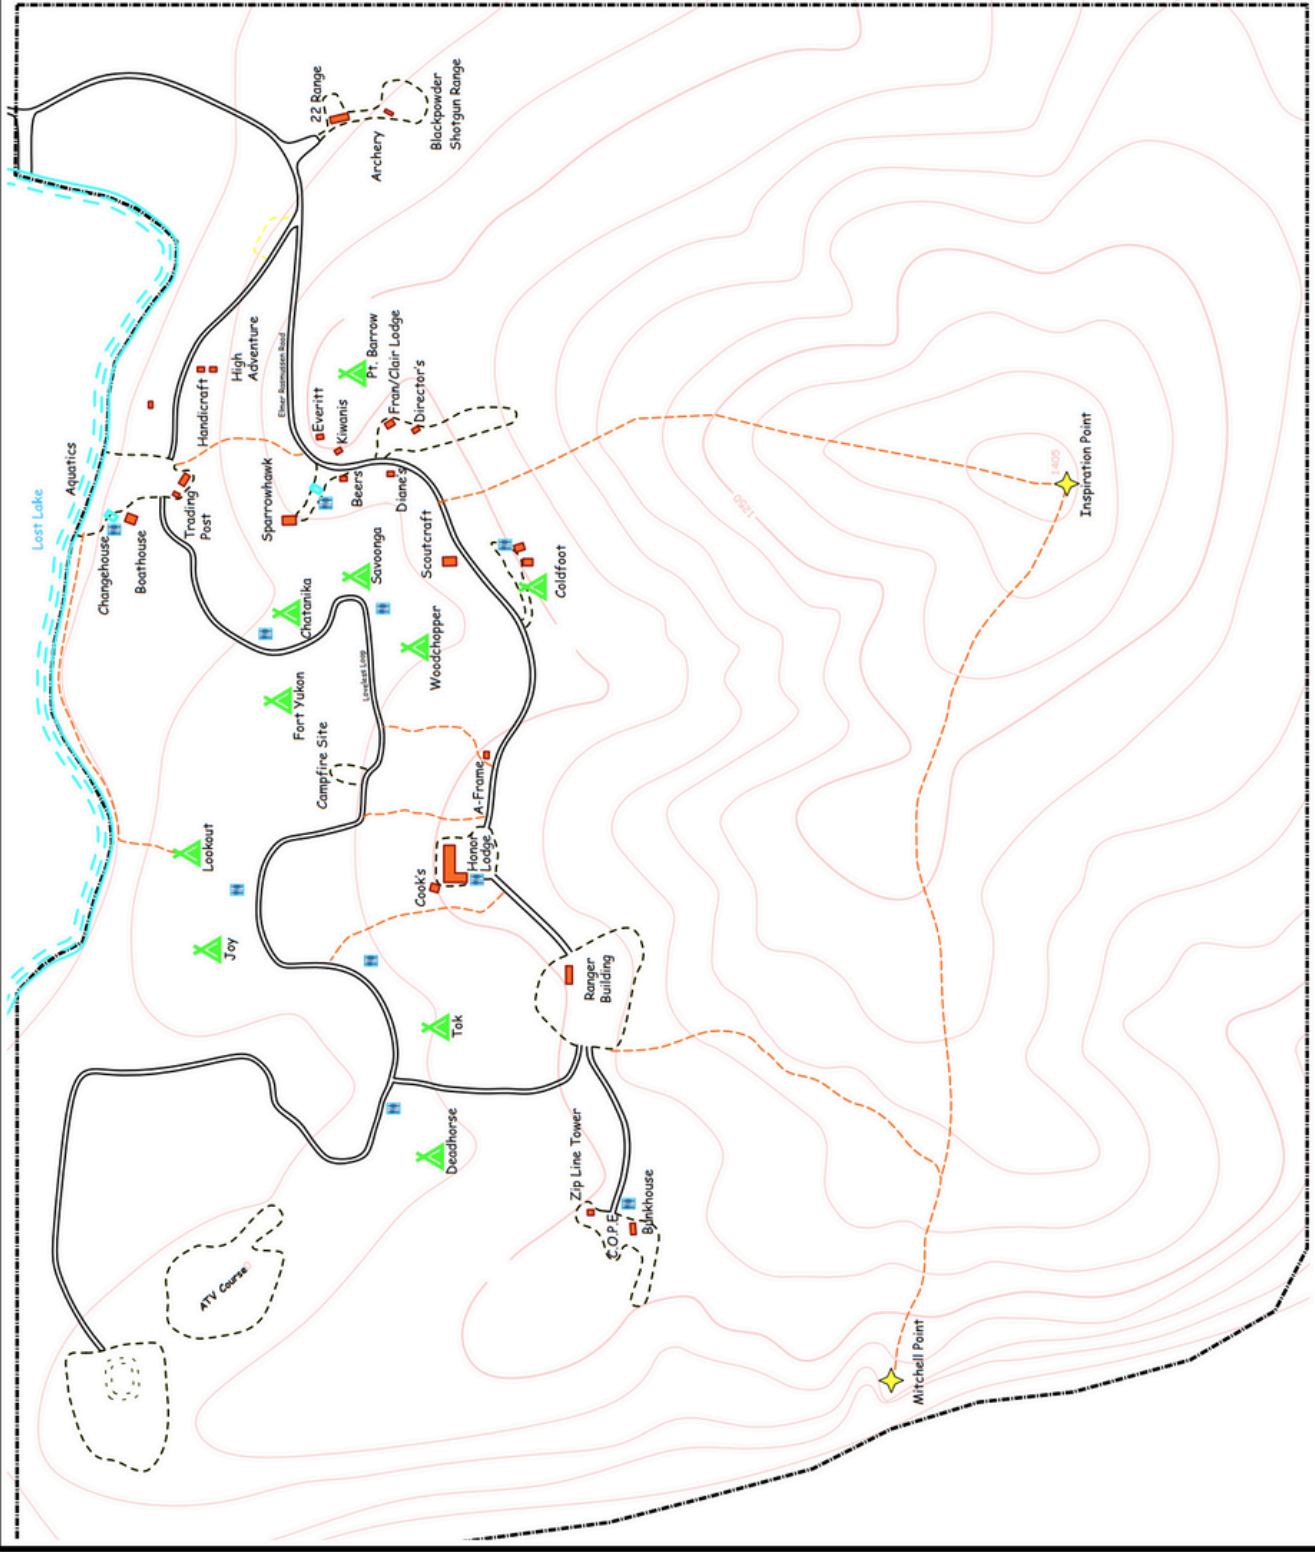 22 Range
Archery
Blackpowder
Shotgun Range
High
Adventure
Handicraft
Elmer Rasmussen Road
Pt. Barrow
Fran/Clair Lodge
Director's
Everitt
Kiwanis
Lost Lake
Aquatics
Changehouse
Boathouse
Trading
Post
Sparrowhawk
Beers
Diane's
Scoutcraft
Savoonga
Chatanika
Coldfoot
Woodchopper
Loveless Loop
Fort Yukon
Campfire Site
A-Frame
Lookout
Honor
Lodge
Cook's
Joy
Ranger
Building
Tok
Deadhorse
Zip Line Tower
C.O.P.E.
Bunkhouse
ATV Course
1250
1405
Inspiration Point
Mitchell Point